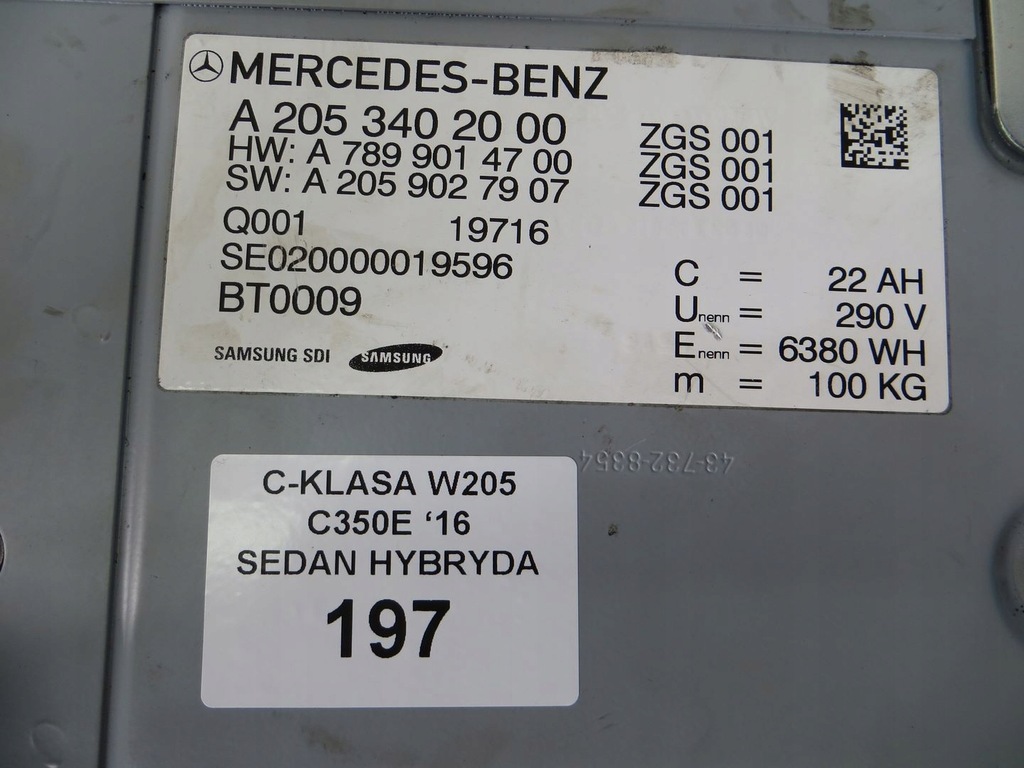 MERCEDES-BENZ
A 205 340 20 00 ZGS 001
HW: A 789 901 47 00 ZGS 001
SW: A 205 902 79 07 ZGS 001
Q001 19716
SE020000019596
BT0009
C = 22 AH
Unenn = 290 V
Enenn = 6380 WH
m = 100 KG
SAMSUNG SDI SAMSUNG
43-732-8354
C-KLASA W205
C350E ‘16
SEDAN HYBRYDA
197